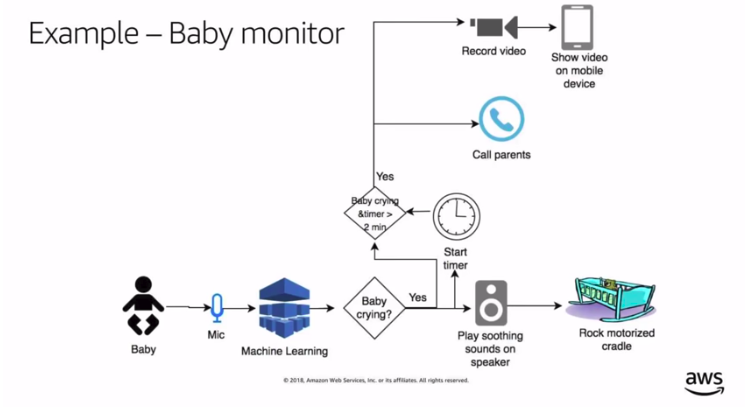 Example – Baby monitor
Record video
Show video
on mobile
device
Call parents
Yes
Baby crying
&timer >
2 min
Start
timer
Baby
crying?
Yes
Baby
Mic
Machine Learning
Play soothing
sounds on
speaker
Rock motorized
cradle
© 2018, Amazon Web Services, Inc. or its affiliates. All rights reserved.
aws